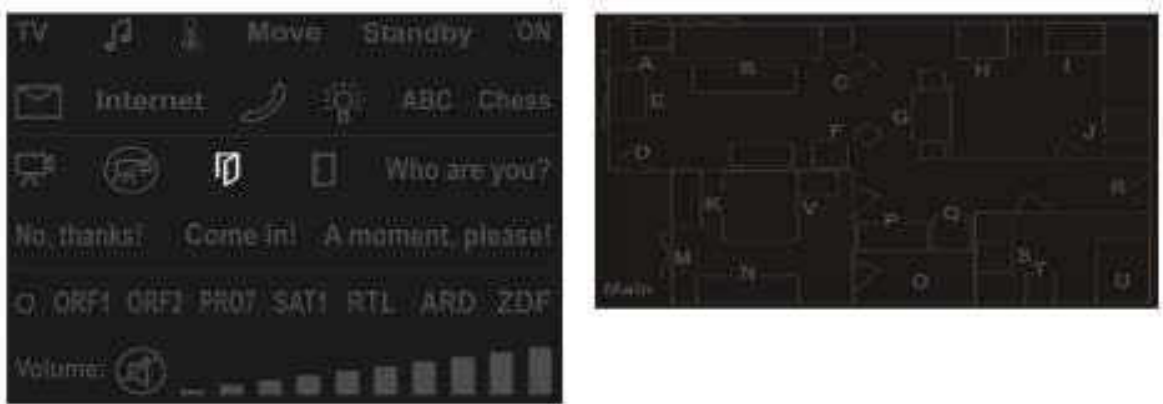 TV Move Standby ON
Internet ABC Chess
Who are you?
No, thanks! Come in! A moment, please!
O ORF1 ORF2 PRO7 SAT1 RTL ARD ZDF
Volume:
A B C H I
E G
F J
D
K V P Q R
M N O S T U
Main